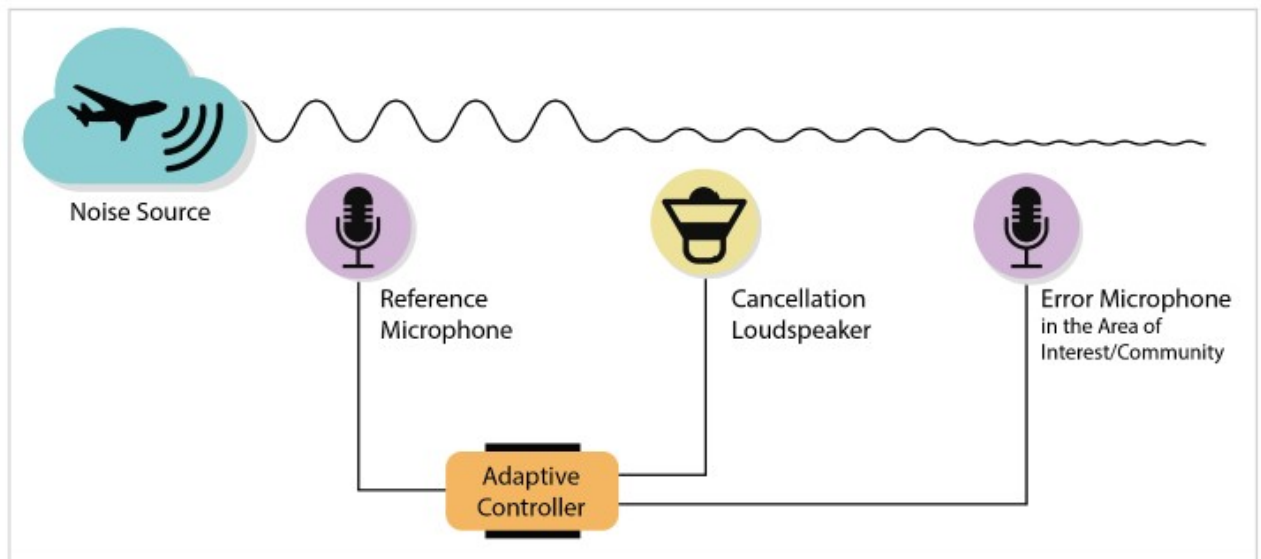 Noise Source
Reference
Microphone
Cancellation
Loudspeaker
Error Microphone
in the Area of
Interest/Community
Adaptive
Controller